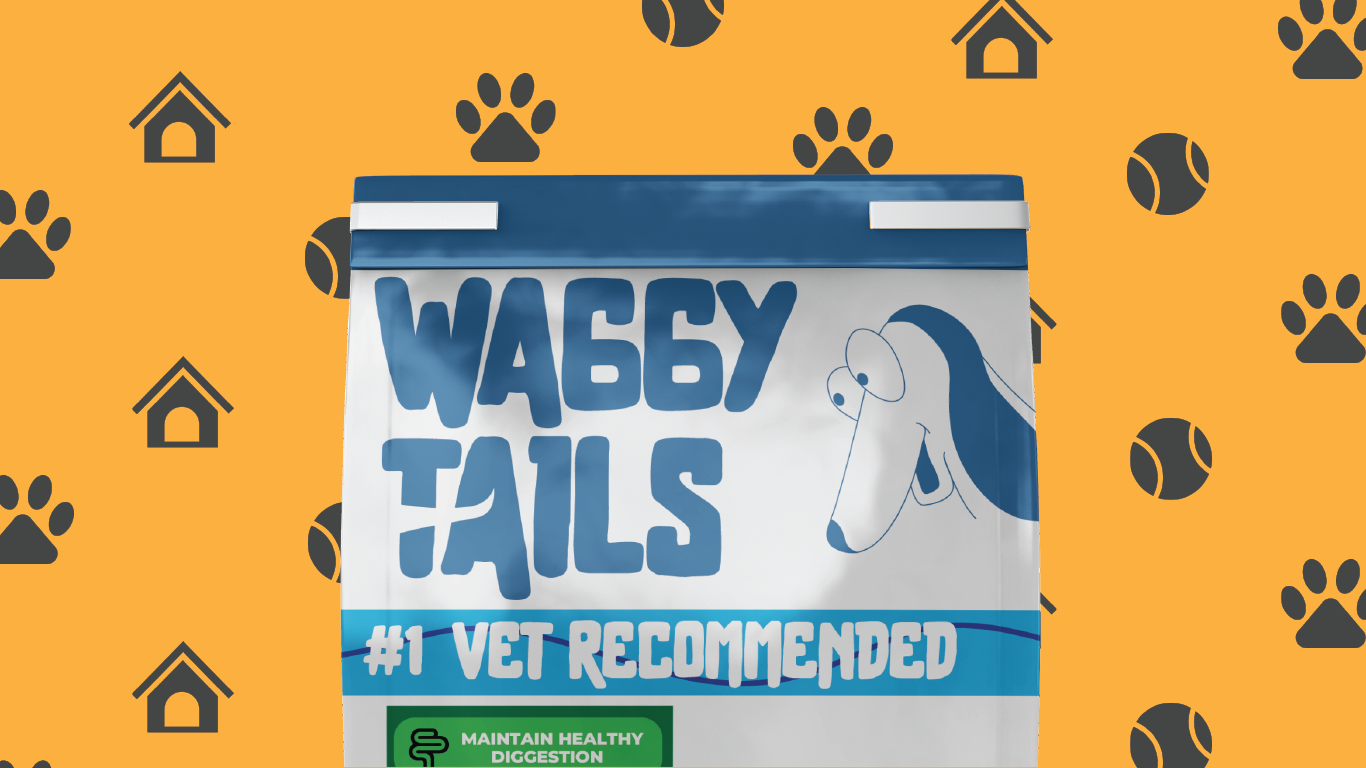 WAGGY
TAILS
#1 VET RECOMMENDED
MAINTAIN HEALTHY
DIGGESTION